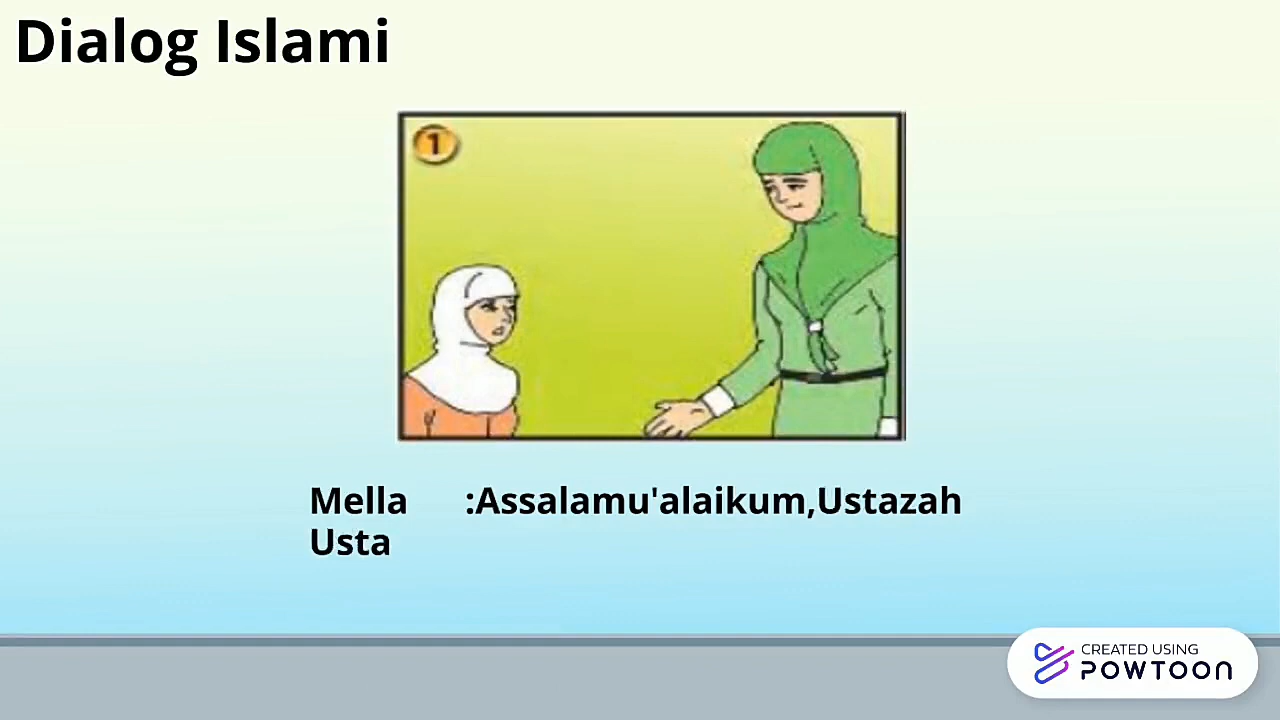 Dialog Islami
1
Mella :Assalamu'alaikum,Ustazah
Usta
CREATED USING
POWTOON